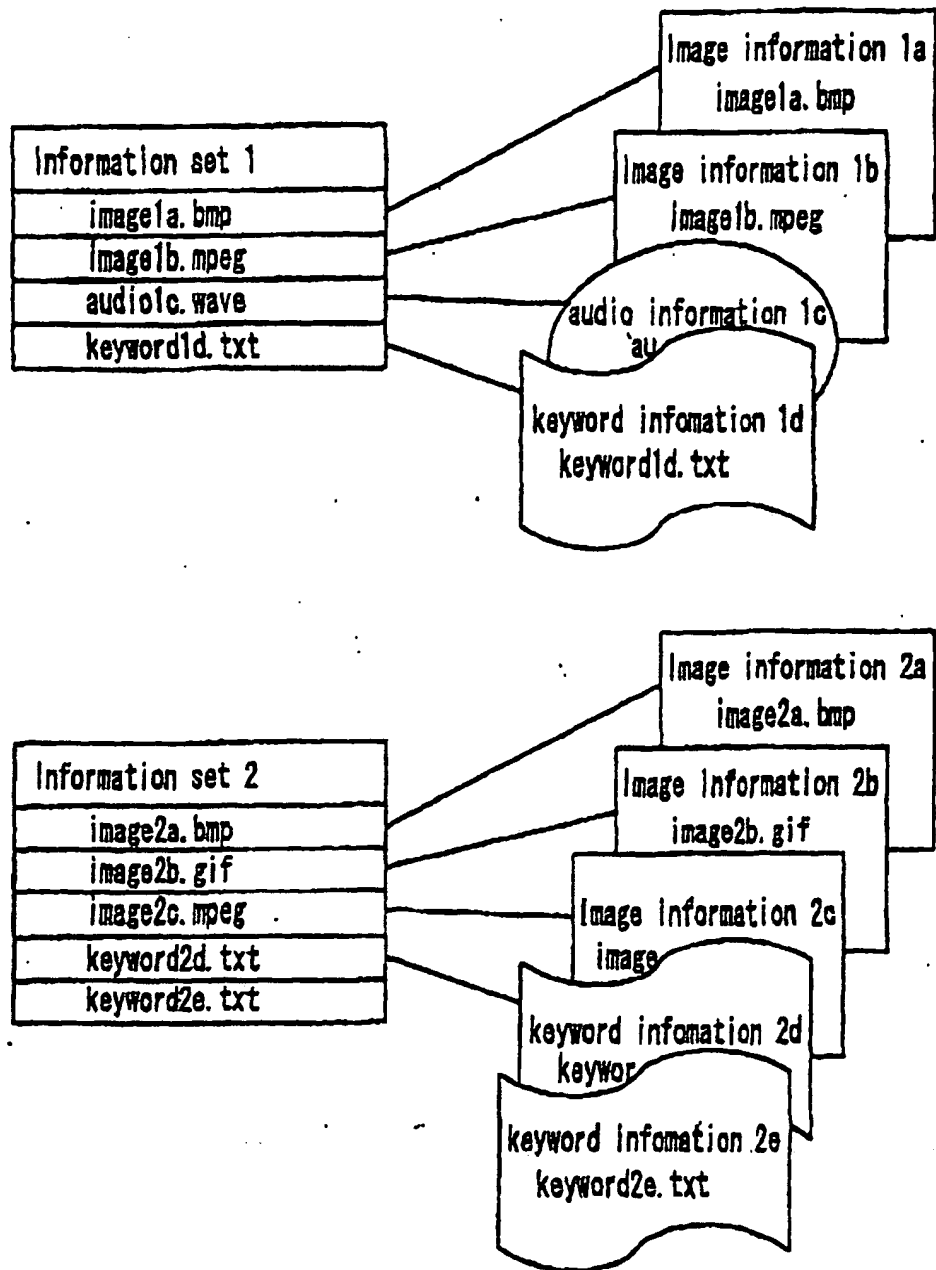 Information set 1
image1a.bmp
image1b.mpeg
audio1c.wave
keyword1d.txt
Image information 1a
image1a.bmp
Image information 1b
image1b.mpeg
audio information 1c
au
keyword infomation 1d
keyword1d.txt
Information set 2
image2a.bmp
image2b.gif
image2c.mpeg
keyword2d.txt
keyword2e.txt
Image information 2a
image2a.bmp
Image information 2b
image2b.gif
Image information 2c
image
keyword infomation 2d
keywor
keyword infomation 2e
keyword2e.txt